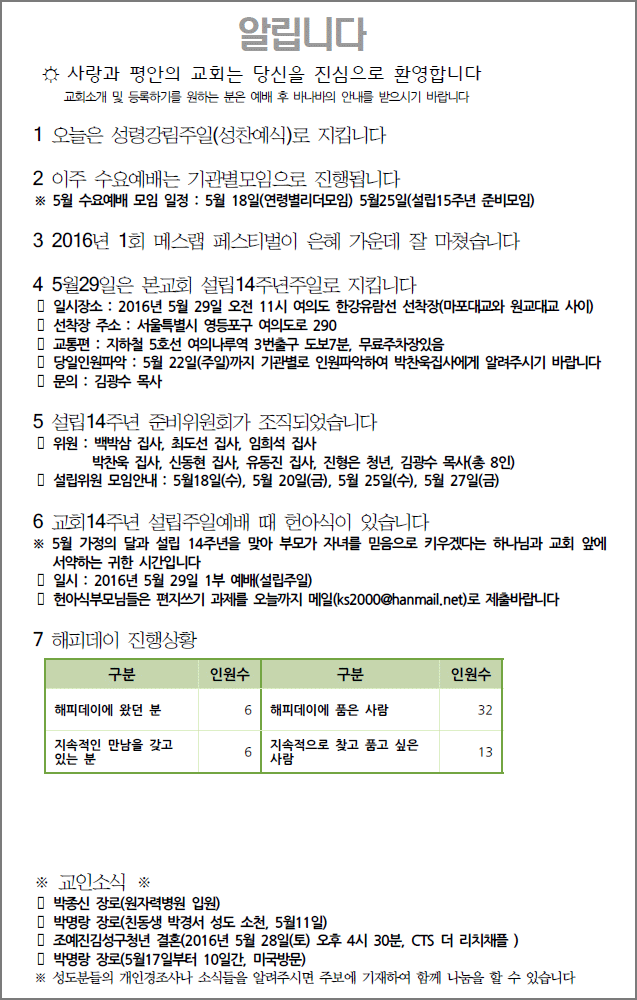 알립니다
☼ 사랑과 평안의 교회는 당신을 진심으로 환영합니다
교회소개 및 등록하기를 원하는 분은 예배 후 바나바의 안내를 받으시기 바랍니다
1 오늘은 성령강림주일(성찬예식)로 지킵니다
2 이주 수요예배는 기관별모임으로 진행됩니다
※ 5월 수요예배 모임 일정 : 5월 18일(연령별리더모임) 5월25일(설립15주년 준비모임)
3 2016년 1회 메스랩 페스티벌이 은혜 가운데 잘 마쳤습니다
4 5월29일은 본교회 설립14주년주일로 지킵니다
▯ 일시장소 : 2016년 5월 29일 오전 11시 여의도 한강유람선 선착장(마포대교와 원교대교 사이)
▯ 선착장 주소 : 서울특별시 영등포구 여의도로 290
▯ 교통편 : 지하철 5호선 여의나루역 3번출구 도보7분, 무료주차장있음
▯ 당일인원파악 : 5월 22일(주일)까지 기관별로 인원파악하여 박찬욱집사에게 알려주시기 바랍니다
▯ 문의 : 김광수 목사
5 설립14주년 준비위원회가 조직되었습니다
▯ 위원 : 백박삼 집사, 최도선 집사, 임희석 집사
박찬욱 집사, 신동현 집사, 유동진 집사, 진형은 청년, 김광수 목사(총 8인)
▯ 설립위원 모임안내 : 5월18일(수), 5월 20일(금), 5월 25일(수), 5월 27일(금)
6 교회14주년 설립주일예배 때 헌아식이 있습니다
※ 5월 가정의 달과 설립 14주년을 맞아 부모가 자녀를 믿음으로 키우겠다는 하나님과 교회 앞에
서약하는 귀한 시간입니다
▯ 일시 : 2016년 5월 29일 1부 예배(설립주일)
▯ 헌아식부모님들은 편지쓰기 과제를 오늘까지 메일(ks2000@hanmail.net)로 제출바랍니다
7 해피데이 진행상황
구분 인원수 구분 인원수
해피데이에 왔던 분 6 해피데이에 품은 사람 32
지속적인 만남을 갖고 있는 분 6 지속적으로 찾고 품고 싶은 사람 13
※ 교인소식 ※
▯ 박종신 장로(원자력병원 입원)
▯ 박명랑 장로(친동생 박경서 성도 소천, 5월11일)
▯ 조예진김성구청년 결혼(2016년 5월 28일(토) 오후 4시 30분, CTS 더 리치채플 )
▯ 박명랑 장로(5월17일부터 10일간, 미국방문)
※ 성도분들의 개인경조사나 소식들을 알려주시면 주보에 기재하여 함께 나눔을 할 수 있습니다